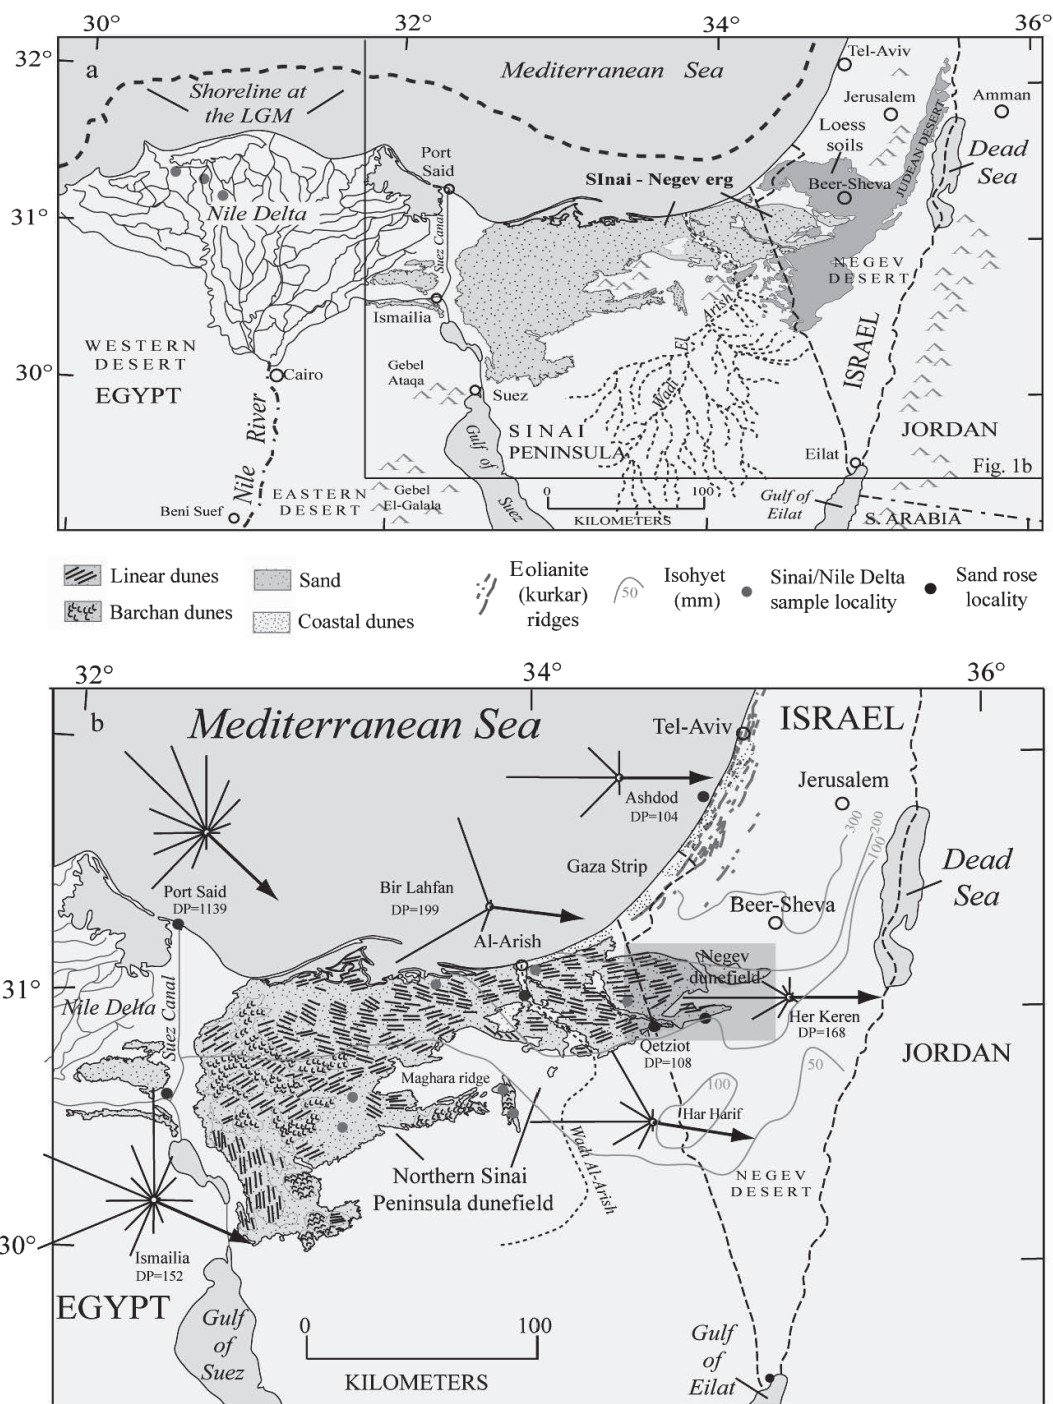 30°
32°
34°
36°
32°
a
Mediterranean Sea
Tel-Aviv
Shoreline at
the LGM
Jerusalem
Amman
Loess
soils
JUDEAN DESERT
Port
Said
Dead
Sea
SInai - Negev erg
Beer-Sheva
31°
Nile Delta
Suez Canal
NEGEV
DESERT
Ismailia
El
Arish
Wadi
WESTERN
DESERT
Gebel
Ataqa
ISRAEL
30°
Cairo
EGYPT
Suez
Nile River
SINAI
PENINSULA
Gulf of
Suez
JORDAN
Eilat
Fig. 1b
EASTERN
DESERT
Gebel
El-Galala
0
100
KILOMETERS
Gulf of
Eilat
Beni Suef
S. ARABIA
Linear dunes
Barchan dunes
Sand
Coastal dunes
Eolianite
(kurkar)
ridges
50
Isohyet
(mm)
Sinai/Nile Delta
sample locality
Sand rose
locality
32°
34°
36°
b
Mediterranean Sea
Tel-Aviv
ISRAEL
Jerusalem
Ashdod
DP=104
300
200
100
Gaza Strip
Dead
Sea
Port Said
DP=1139
Bir Lahfan
DP=199
Beer-Sheva
Al-Arish
Negev
dunefield
31°
Nile Delta
Suez Canal
Her Keren
DP=168
Qetziot
DP=108
JORDAN
50
Maghara ridge
100
Har Harif
Wadi Al-Arish
Northern Sinai
Peninsula dunefield
NEGEV
DESERT
30°
Ismailia
DP=152
EGYPT
Gulf
of
Suez
0
100
KILOMETERS
Gulf
of
Eilat